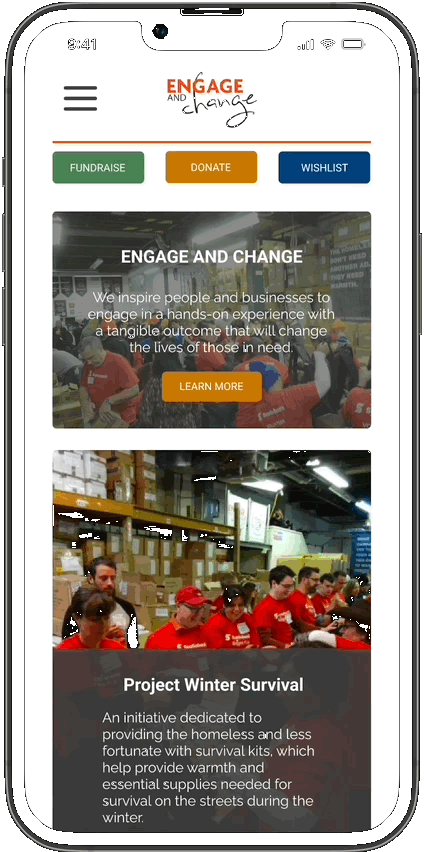 9:41
ENGAGE
AND change
FUNDRAISE DONATE WISHLIST
ENGAGE AND CHANGE
We inspire people and businesses to
engage in a hands-on experience with
a tangible outcome that will change
the lives of those in need.
LEARN MORE
Project Winter Survival
An initiative dedicated to
providing the homeless and less
fortunate with survival kits, which
help provide warmth and
essential supplies needed for
survival on the streets during the
winter.